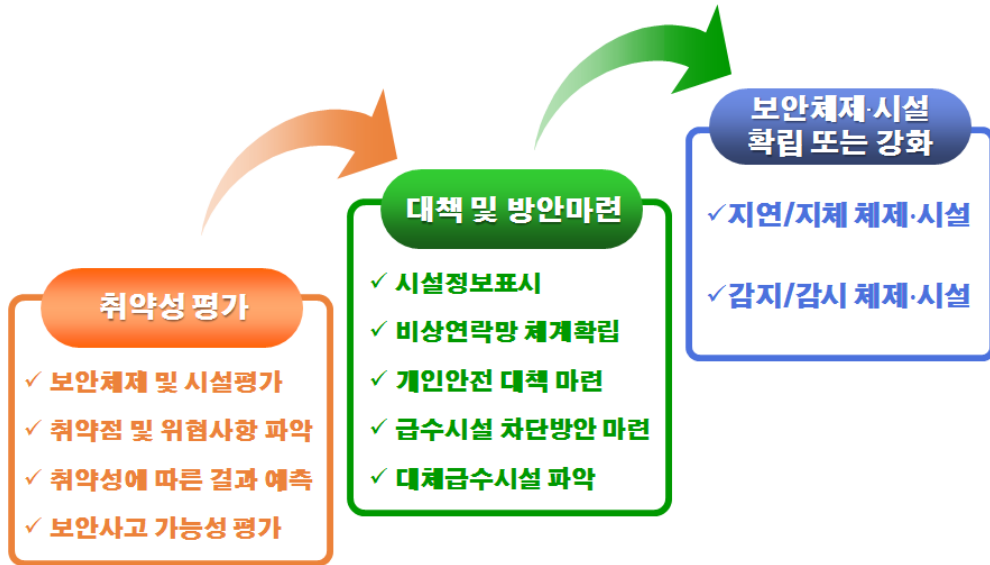 취약성 평가
✓ 보안체제 및 시설평가
✓ 취약점 및 위협사항 파악
✓ 취약성에 따른 결과 예측
✓ 보안사고 가능성 평가
대책 및 방안마련
✓ 시설정보표시
✓ 비상연락망 체계확립
✓ 개인안전 대책 마련
✓ 급수시설 차단방안 마련
✓ 대체급수시설 파악
보안체제·시설
확립 또는 강화
✓지연/지체 체제·시설
✓감지/감시 체제·시설